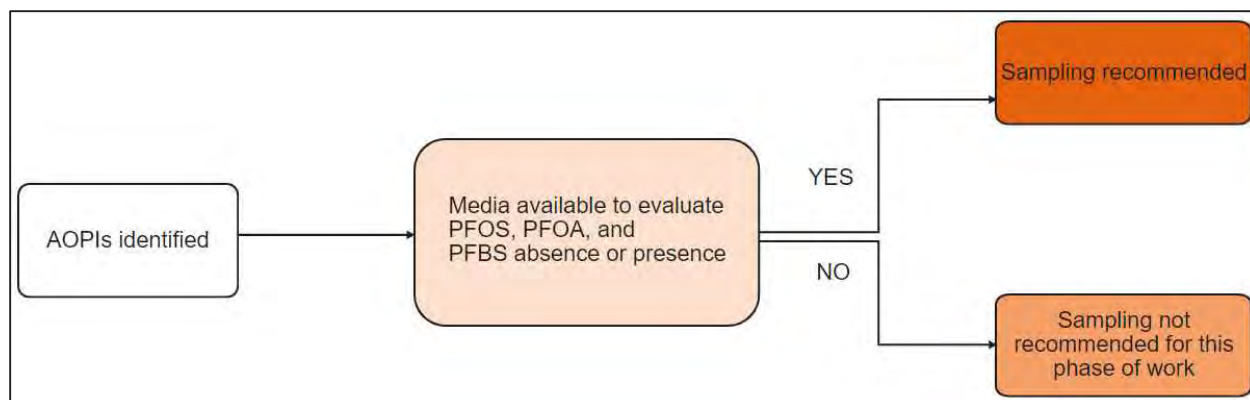 AOPIs identified
Media available to evaluate
PFOS, PFOA, and
PFBS absence or presence
YES
Sampling recommended
NO
Sampling not
recommended for this
phase of work